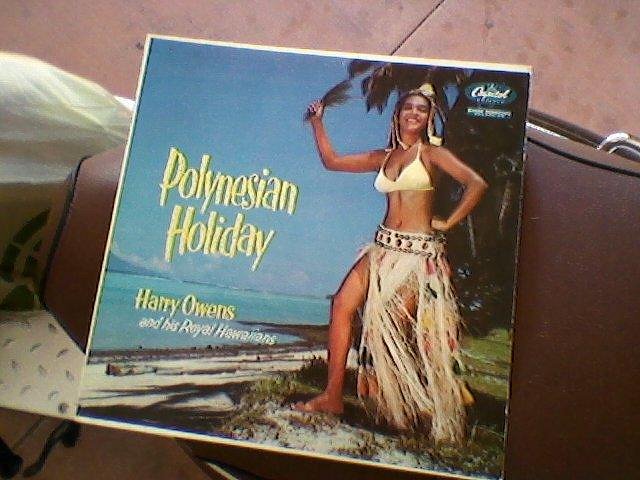 Polynesian
Holiday
Harry Owens
and his Royal Hawaiians
Capitol